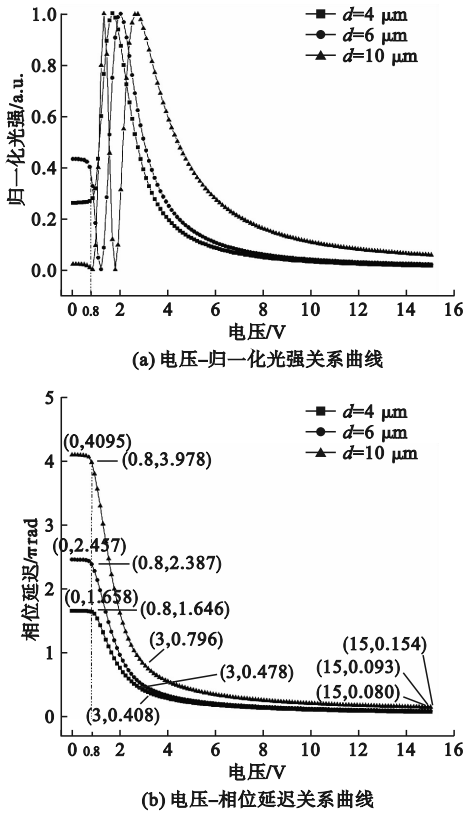 1.0
0.8
0.6
0.4
0.2
0.0
归一化光强/a.u.
d=4 μm
d=6 μm
d=10 μm
0 0.8 2 4 6 8 10 12 14 16
电压/V
(a) 电压-归一化光强关系曲线
5
4
3
2
1
0
相位延迟/πrad
d=4 μm
d=6 μm
d=10 μm
(0,4095)
(0.8,3.978)
(0,2.457)
(0.8,2.387)
(0,1.658)
(0.8,1.646)
(3,0.796)
(3,0.478)
(3,0.408)
(15,0.154)
(15,0.093)
(15,0.080)
0 0.8 2 4 6 8 10 12 14 16
电压/V
(b) 电压-相位延迟关系曲线